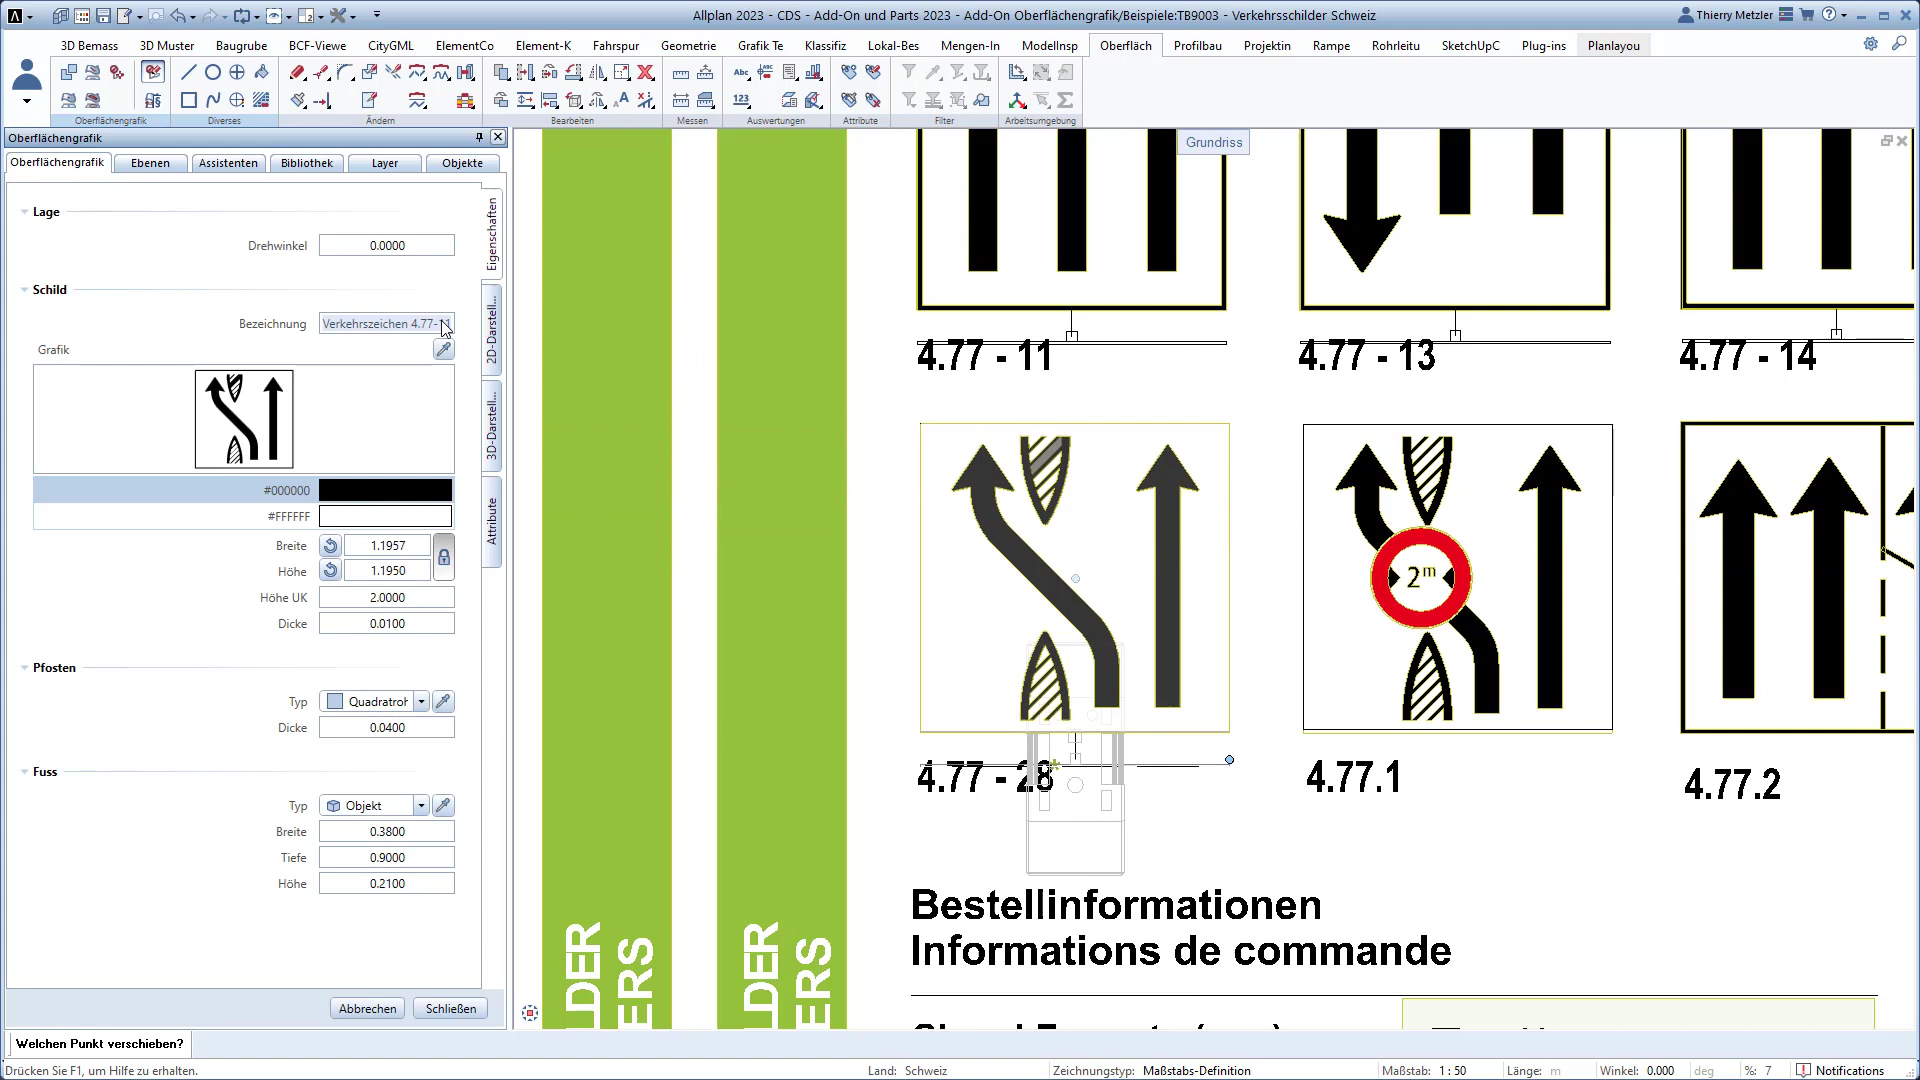 Allplan 2023 - CDS - Add-On und Parts 2023 - Add-On Oberflächengrafik/Beispiele:TB9003 - Verkehrsschilder Schweiz
Thierry Metzler
3D Bemass
3D Muster
Baugrube
BCF-Viewe
CityGML
ElementCo
Element-K
Fahrspur
Geometrie
Grafik Te
Klassifiz
Lokal-Bes
Mengen-In
ModelInsp
Oberfläch
Profilbau
Projektin
Rampe
Rohrleitu
SketchUpC
Plug-ins
Planlayou
Abc
ABC
A
123
Oberflächengrafik
Diverses
Ändern
Bearbeiten
Messen
Auswertungen
Attribute
Filter
Arbeitsumgebung
Oberflächengrafik
Oberflächengrafik
Ebenen
Assistenten
Bibliothek
Layer
Objekte
Eigenschaften
2D-Darstell...
3D-Darstell...
Attribute
Lage
Drehwinkel 0.0000
Schild
Bezeichnung Verkehrszeichen 4.77-
Grafik
#000000
#FFFFFF
Breite 1.1957
Höhe 1.1950
Höhe UK 2.0000
Dicke 0.0100
Pfosten
Typ Quadratroh
Dicke 0.0400
Fuss
Typ Objekt
Breite 0.3800
Tiefe 0.9000
Höhe 0.2100
Abbrechen
Schließen
Grundriss
4.77 - 11
4.77 - 13
4.77 - 14
2m
4.77 - 28
4.77.1
4.77.2
LDER
ERS
LDER
ERS
Bestellinformationen
Informations de commande
Welchen Punkt verschieben?
Drücken Sie F1, um Hilfe zu erhalten.
Land: Schweiz
Zeichnungstyp: Maßstabs-Definition
Maßstab: 1 : 50
Länge: m
Winkel: 0.000 deg
%: 7
Notifications